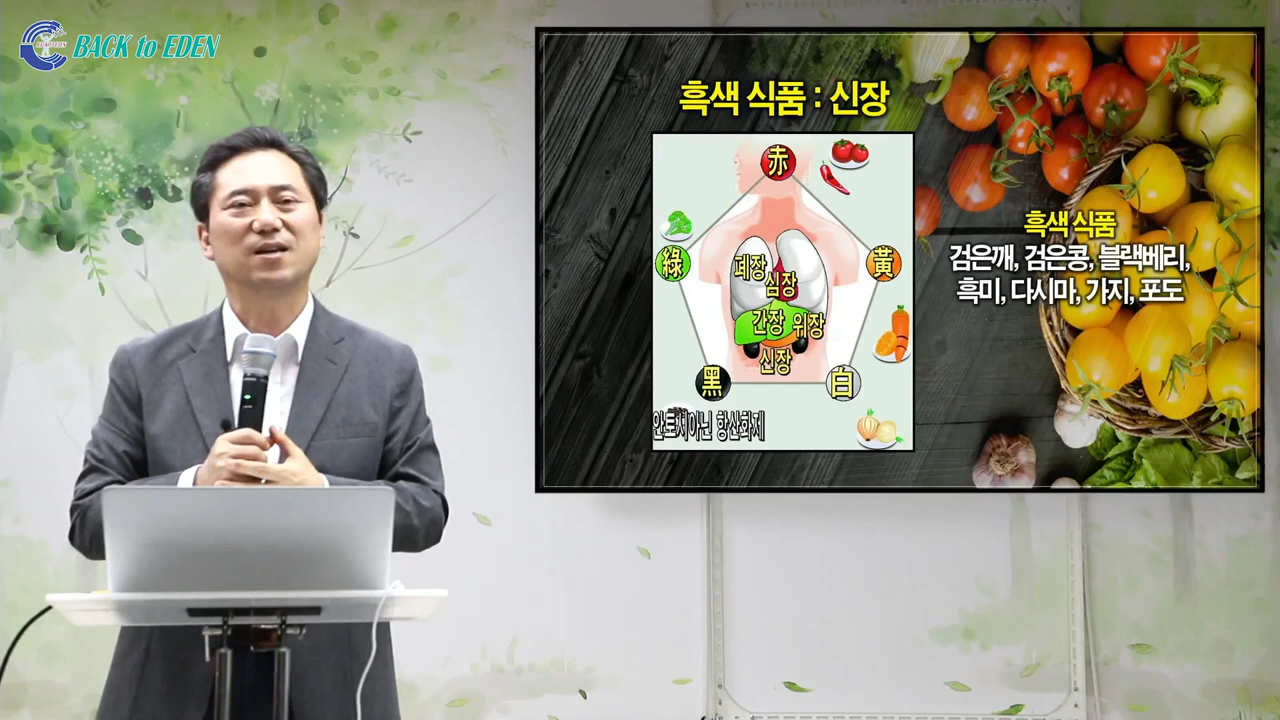 BACK to EDEN
흑색 식품 : 신장
赤
綠
黃
폐장
심장
간장 위장
신장
黑
白
안토시아닌 항산화제
흑색 식품
검은깨, 검은콩, 블랙베리,
흑미, 다시마, 가지, 포도